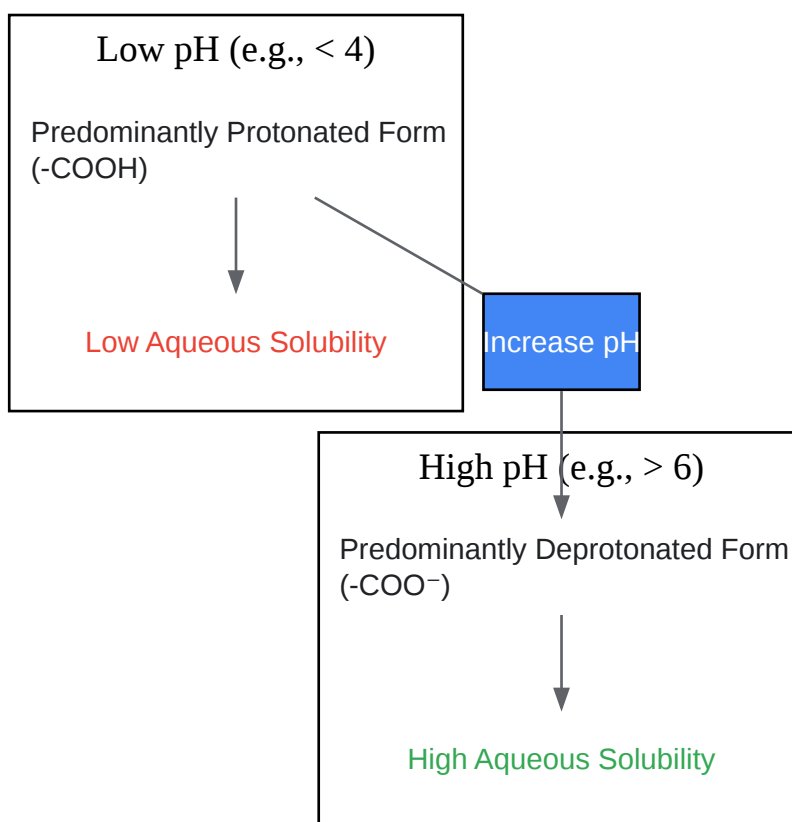 Low pH (e.g., < 4)
Predominantly Protonated Form
(-COOH)
Low Aqueous Solubility
Increase pH
High pH (e.g., > 6)
Predominantly Deprotonated Form
(-COO⁻)
High Aqueous Solubility